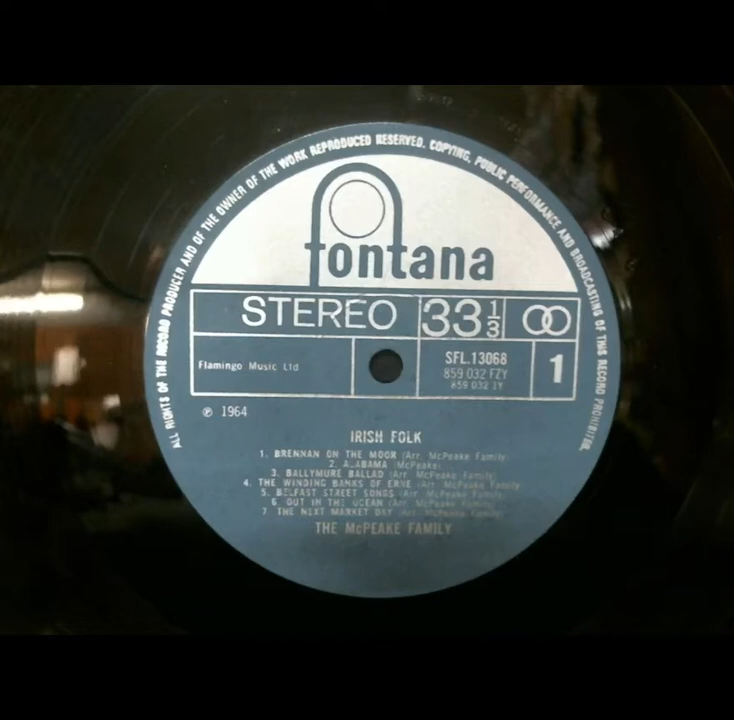 ALL RIGHTS OF THE RECORD PRODUCER AND OF THE OWNER OF THE WORK REPRODUCED RESERVED. COPYING, PUBLIC PERFORMANCE AND BROADCASTING OF THIS RECORD PROHIBITED.
fontana
STEREO 33 1/3
Flamingo Music Ltd
SFL.13068
859 032 FZY
859 032 1Y
1
℗ 1964
IRISH FOLK
1. BRENNAN ON THE MOOR (Arr. McPeake Family)
2. ALABAMA (McPeake)
3. BALLYMURE BALLAD (Arr McPeake Family)
4. THE WINDING BANKS OF ERNE (Arr. McPeake Family
5. BELFAST STREET SONGS (Arr. McPeake Family)
6. OUT IN THE OCEAN (Arr. McPeake Family)
7 THE NEXT MARKET DAY (Arr. McPeake Family)
THE McPEAKE FAMILY